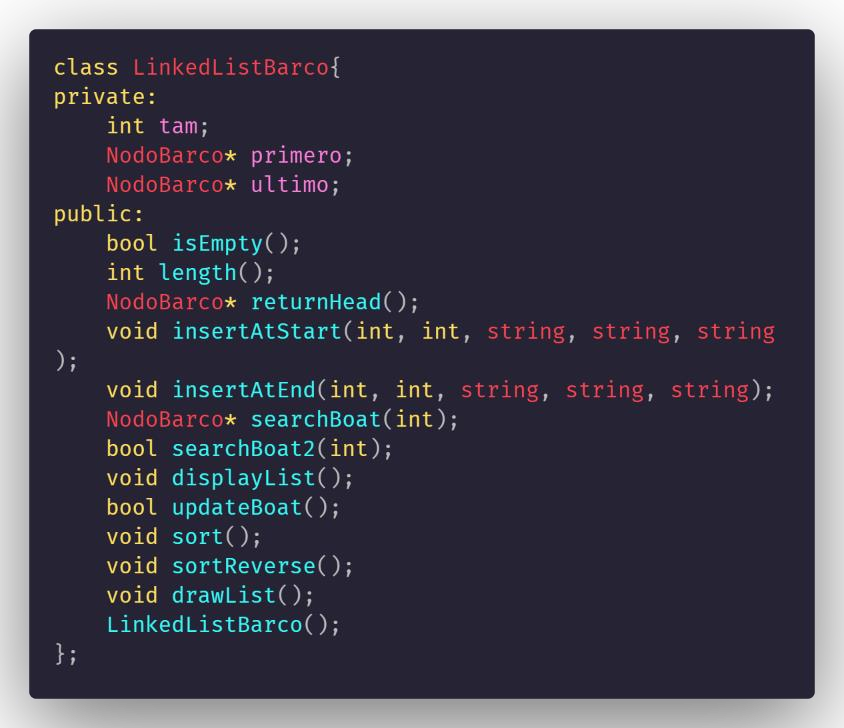 class LinkedListBarco{
private:
    int tam;
    NodoBarco* primero;
    NodoBarco* ultimo;
public:
    bool isEmpty();
    int length();
    NodoBarco* returnHead();
    void insertAtStart(int, int, string, string, string
);
    void insertAtEnd(int, int, string, string, string);
    NodoBarco* searchBoat(int);
    bool searchBoat2(int);
    void displayList();
    bool updateBoat();
    void sort();
    void sortReverse();
    void drawList();
    LinkedListBarco();
};